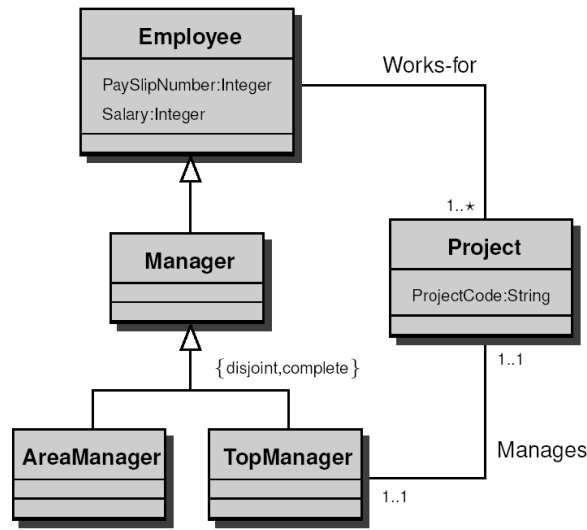 Employee
PaySlipNumber:Integer
Salary:Integer
Works-for
1..⋆
Manager
Project
ProjectCode:String
{disjoint,complete}
1..1
AreaManager
TopManager
Manages
1..1